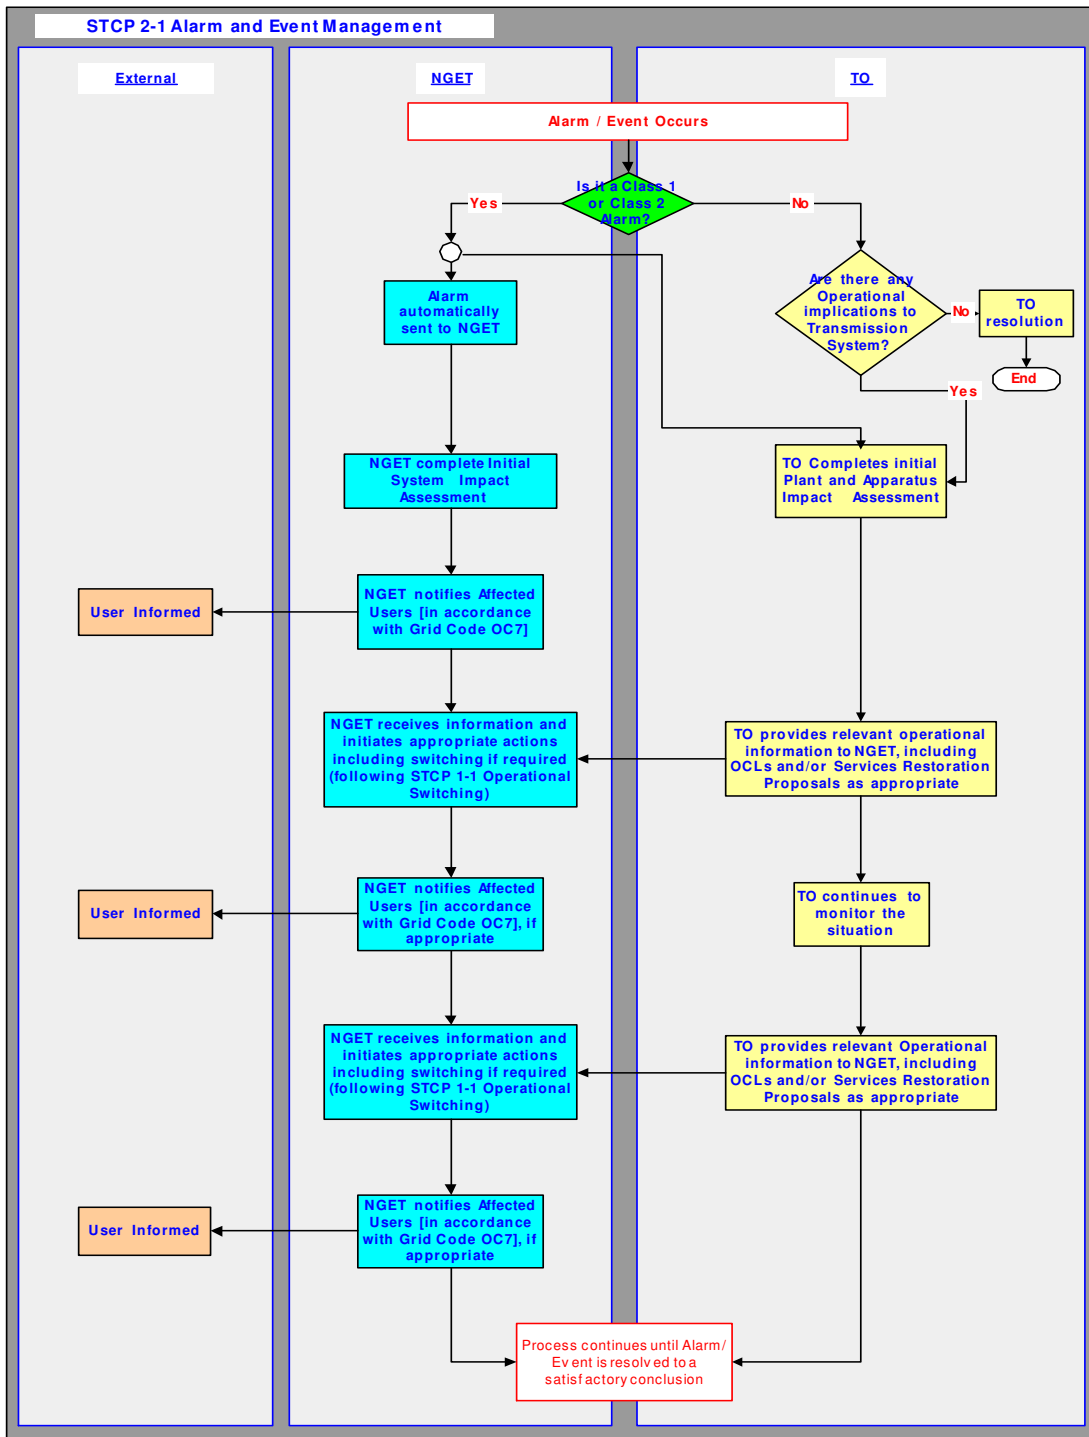 STCP 2-1 Alarm and Event Management
External
NGET
TO
Alarm / Event Occurs
Is it a Class 1
or Class 2
Alarm?
Yes
No
Alarm
automatically
sent to NGET
Are there any
Operational
implications to
Transmission
System?
No
TO
resolution
End
Yes
NGET complete Initial
System Impact
Assessment
TO Completes initial
Plant and Apparatus
Impact Assessment
NGET notifies Affected
Users [in accordance
with Grid Code OC7]
User Informed
NGET receives information and
initiates appropriate actions
including switching if required
(following STCP 1-1 Operational
Switching)
TO provides relevant operational
information to NGET, including
OCLs and/or Services Restoration
Proposals as appropriate
NGET notifies Affected
Users [in accordance
with Grid Code OC7], if
appropriate
User Informed
TO continues to
monitor the
situation
NGET receives information and
initiates appropriate actions
including switching if required
(following STCP 1-1 Operational
Switching)
TO provides relevant Operational
information to NGET, including
OCLs and/or Services Restoration
Proposals as appropriate
NGET notifies Affected
Users [in accordance
with Grid Code OC7], if
appropriate
User Informed
Process continues until Alarm/
Event is resolved to a
satisfactory conclusion